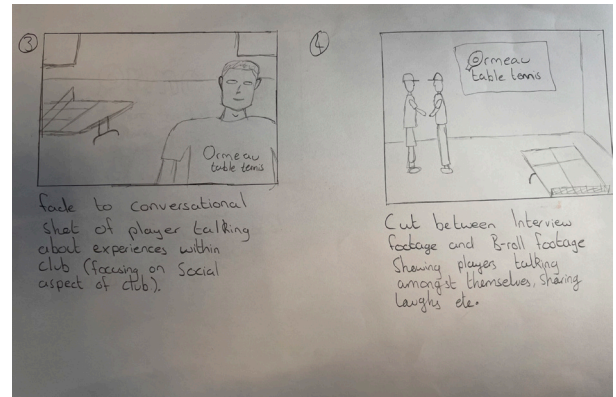 3
Ormeau
table tennis
fade to conversational
shot of player talking
about experiences within
club (focusing on Social
aspect of club).
4
Ormeau
table tennis
Cut between Interview
footage and B-roll footage
Showing players talking
amongst themselves, sharing
laughs etc.